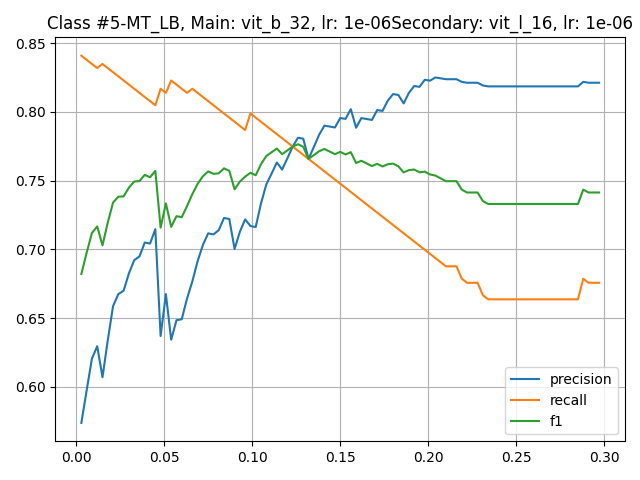 Class #5-MT_LB, Main: vit_b_32, lr: 1e-06Secondary: vit_l_16, lr: 1e-06
0.85
0.80
0.75
0.70
0.65
0.60
precision
recall
f1
0.00 0.05 0.10 0.15 0.20 0.25 0.30